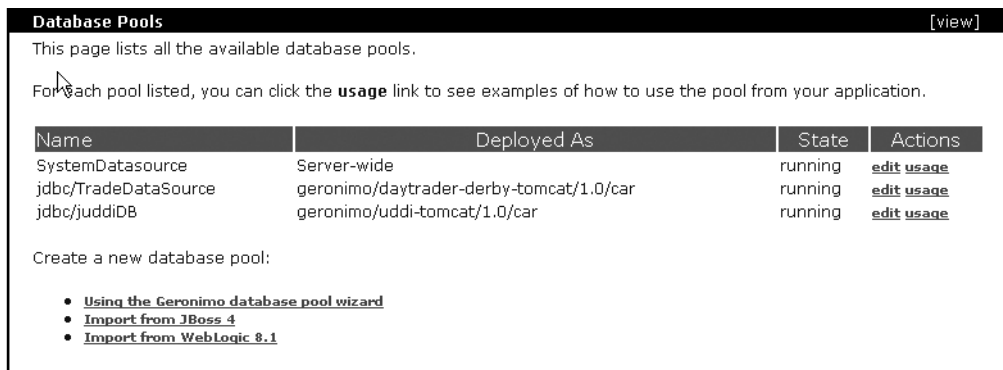 Database Pools [view]
This page lists all the available database pools.
For each pool listed, you can click the usage link to see examples of how to use the pool from your application.
Name Deployed As State Actions
SystemDatasource Server-wide running edit usage
jdbc/TradeDataSource geronimo/daytrader-derby-tomcat/1.0/car running edit usage
jdbc/juddiDB geronimo/uddi-tomcat/1.0/car running edit usage
Create a new database pool:
Using the Geronimo database pool wizard
Import from JBoss 4
Import from WebLogic 8.1